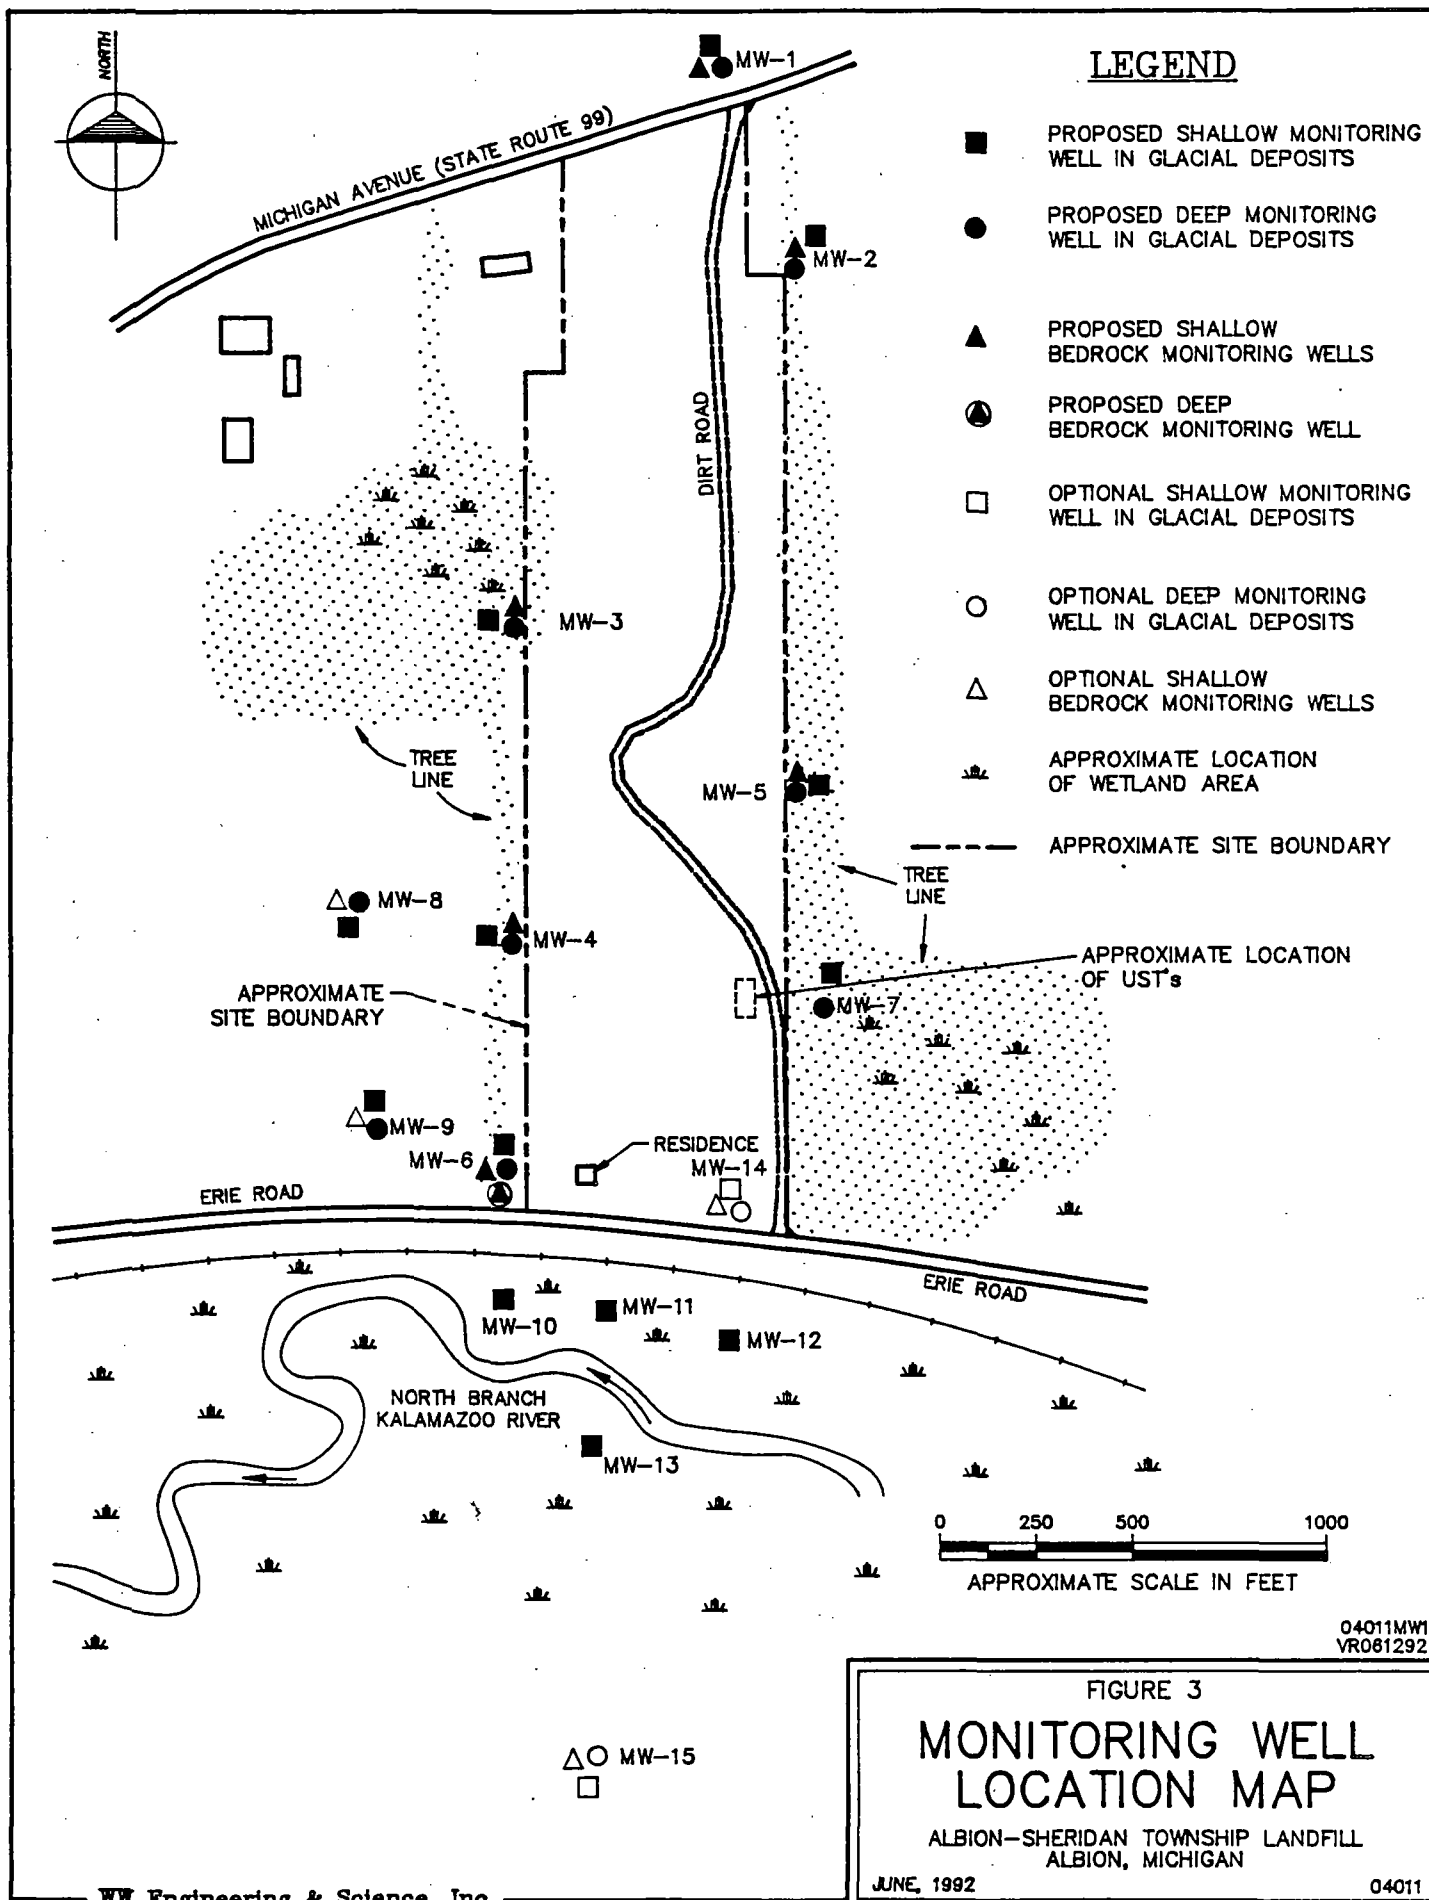 NORTH
MW-1
MICHIGAN AVENUE (STATE ROUTE 99)
LEGEND
PROPOSED SHALLOW MONITORING
WELL IN GLACIAL DEPOSITS
PROPOSED DEEP MONITORING
WELL IN GLACIAL DEPOSITS
PROPOSED SHALLOW
BEDROCK MONITORING WELLS
PROPOSED DEEP
BEDROCK MONITORING WELL
OPTIONAL SHALLOW MONITORING
WELL IN GLACIAL DEPOSITS
OPTIONAL DEEP MONITORING
WELL IN GLACIAL DEPOSITS
OPTIONAL SHALLOW
BEDROCK MONITORING WELLS
APPROXIMATE LOCATION
OF WETLAND AREA
APPROXIMATE SITE BOUNDARY
MW-2
DIRT ROAD
MW-3
TREE
LINE
MW-5
TREE
LINE
MW-8
MW-4
APPROXIMATE LOCATION
OF UST's
APPROXIMATE
SITE BOUNDARY
MW-7
MW-9
RESIDENCE
MW-6
MW-14
ERIE ROAD
ERIE ROAD
MW-10
MW-11
MW-12
NORTH BRANCH
KALAMAZOO RIVER
MW-13
0 250 500 1000
APPROXIMATE SCALE IN FEET
04011MW1
VR061292
MW-15
FIGURE 3
MONITORING WELL
LOCATION MAP
ALBION-SHERIDAN TOWNSHIP LANDFILL
ALBION, MICHIGAN
JUNE, 1992 04011
WW Engineering & Science, Inc.